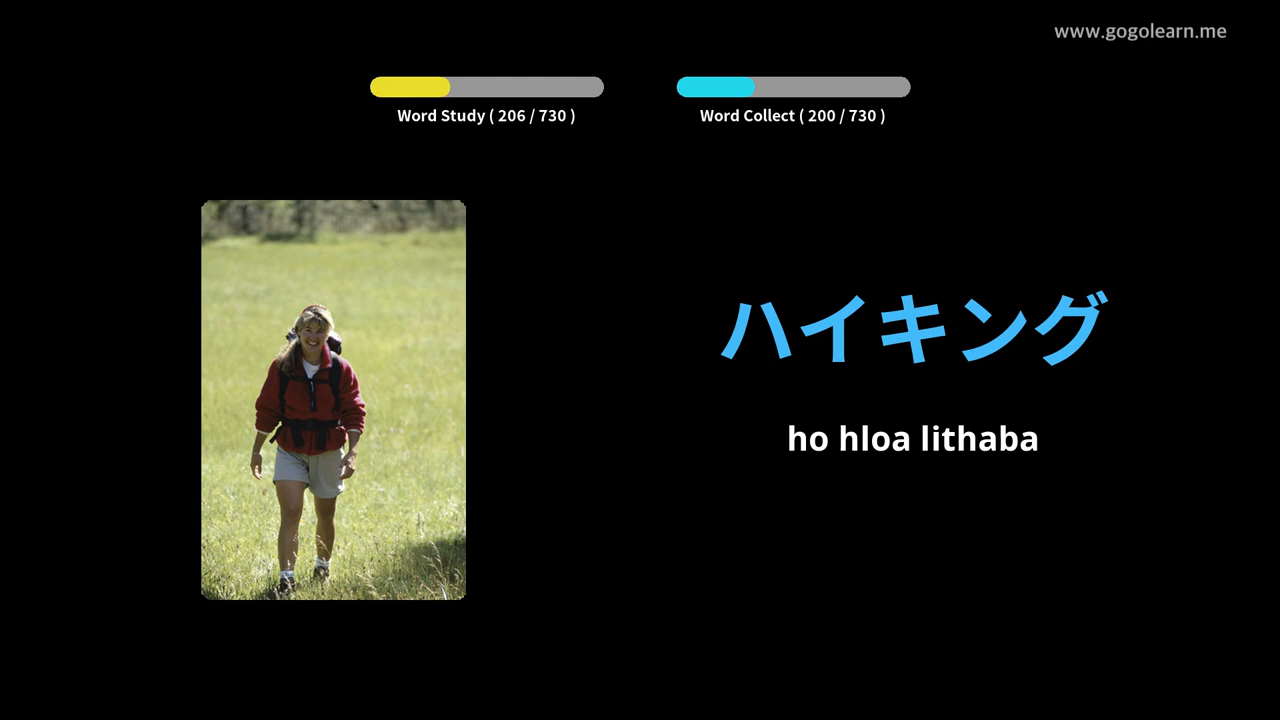 www.gogolearn.me
Word Study ( 206 / 730 )
Word Collect ( 200 / 730 )
ハイキング
ho hloa lithaba